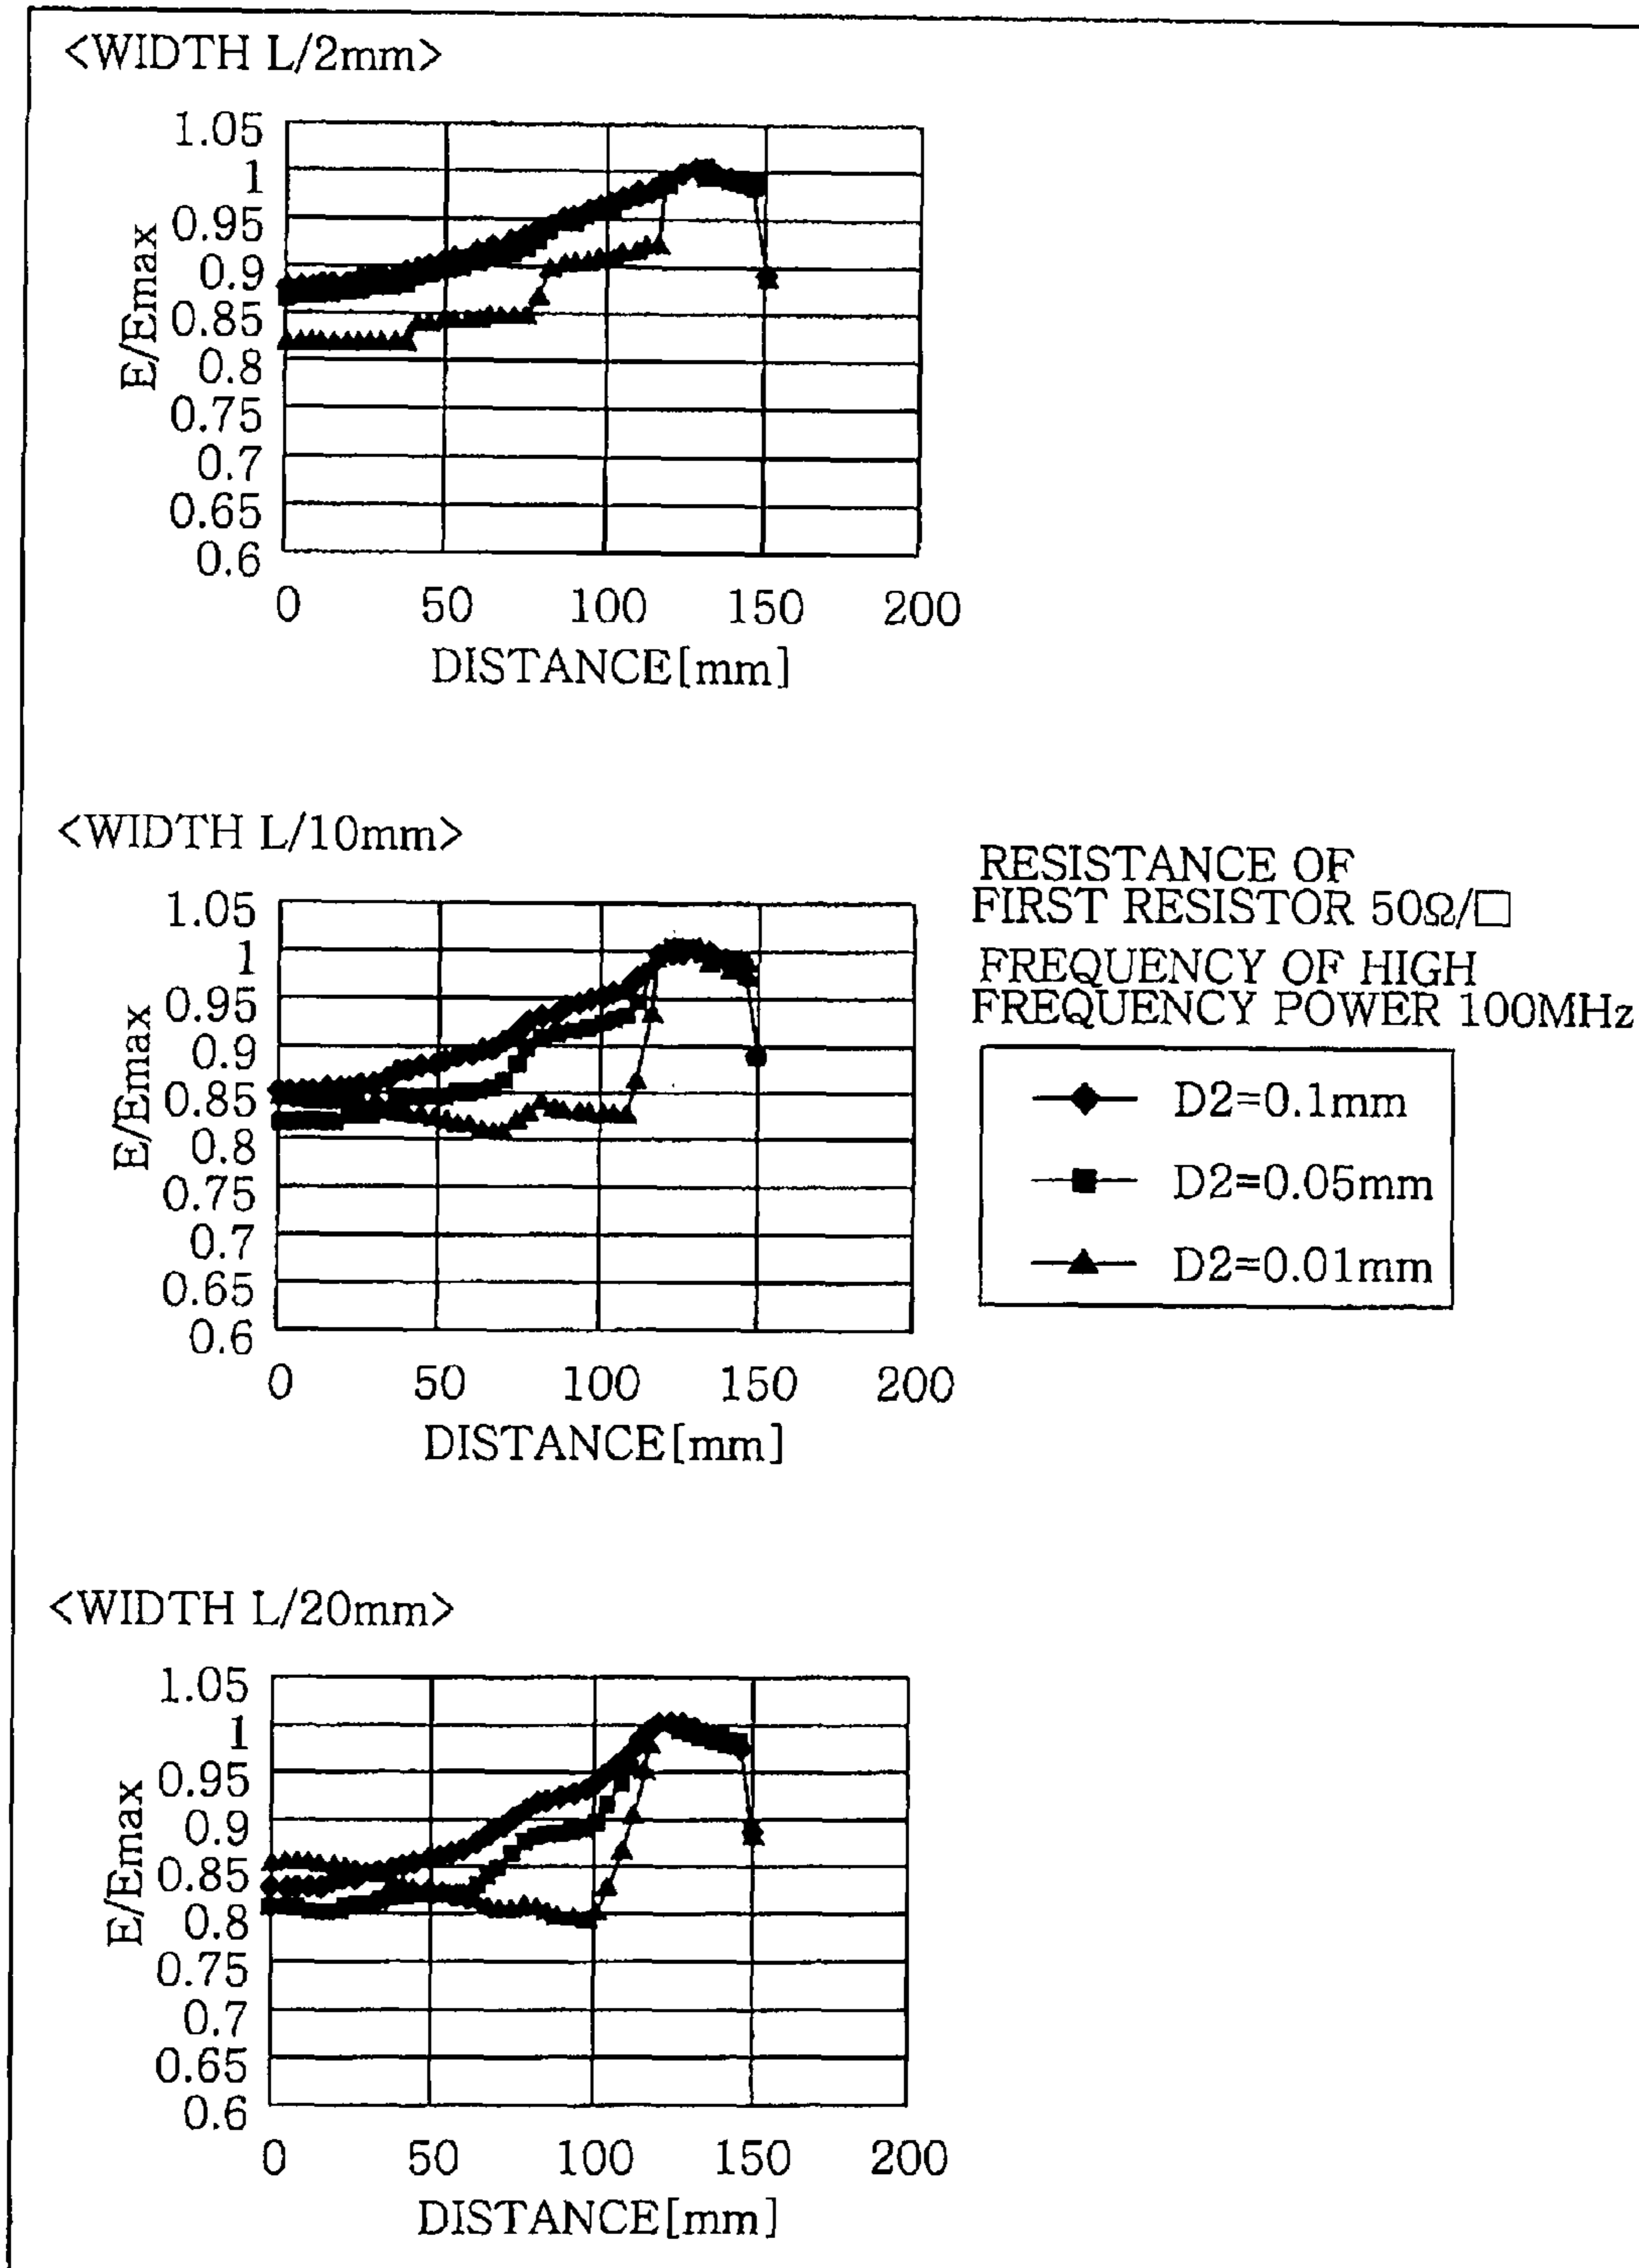 <WIDTH L/2mm>
1.05
1
0.95
0.9
0.85
0.8
0.75
0.7
0.65
0.6
E/Emax
0 50 100 150 200
DISTANCE[mm]
<WIDTH L/10mm>
1.05
1
0.95
0.9
0.85
0.8
0.75
0.7
0.65
0.6
E/Emax
0 50 100 150 200
DISTANCE[mm]
RESISTANCE OF
FIRST RESISTOR 50Ω/□
FREQUENCY OF HIGH
FREQUENCY POWER 100MHz
D2=0.1mm
D2=0.05mm
D2=0.01mm
<WIDTH L/20mm>
1.05
1
0.95
0.9
0.85
0.8
0.75
0.7
0.65
0.6
E/Emax
0 50 100 150 200
DISTANCE[mm]